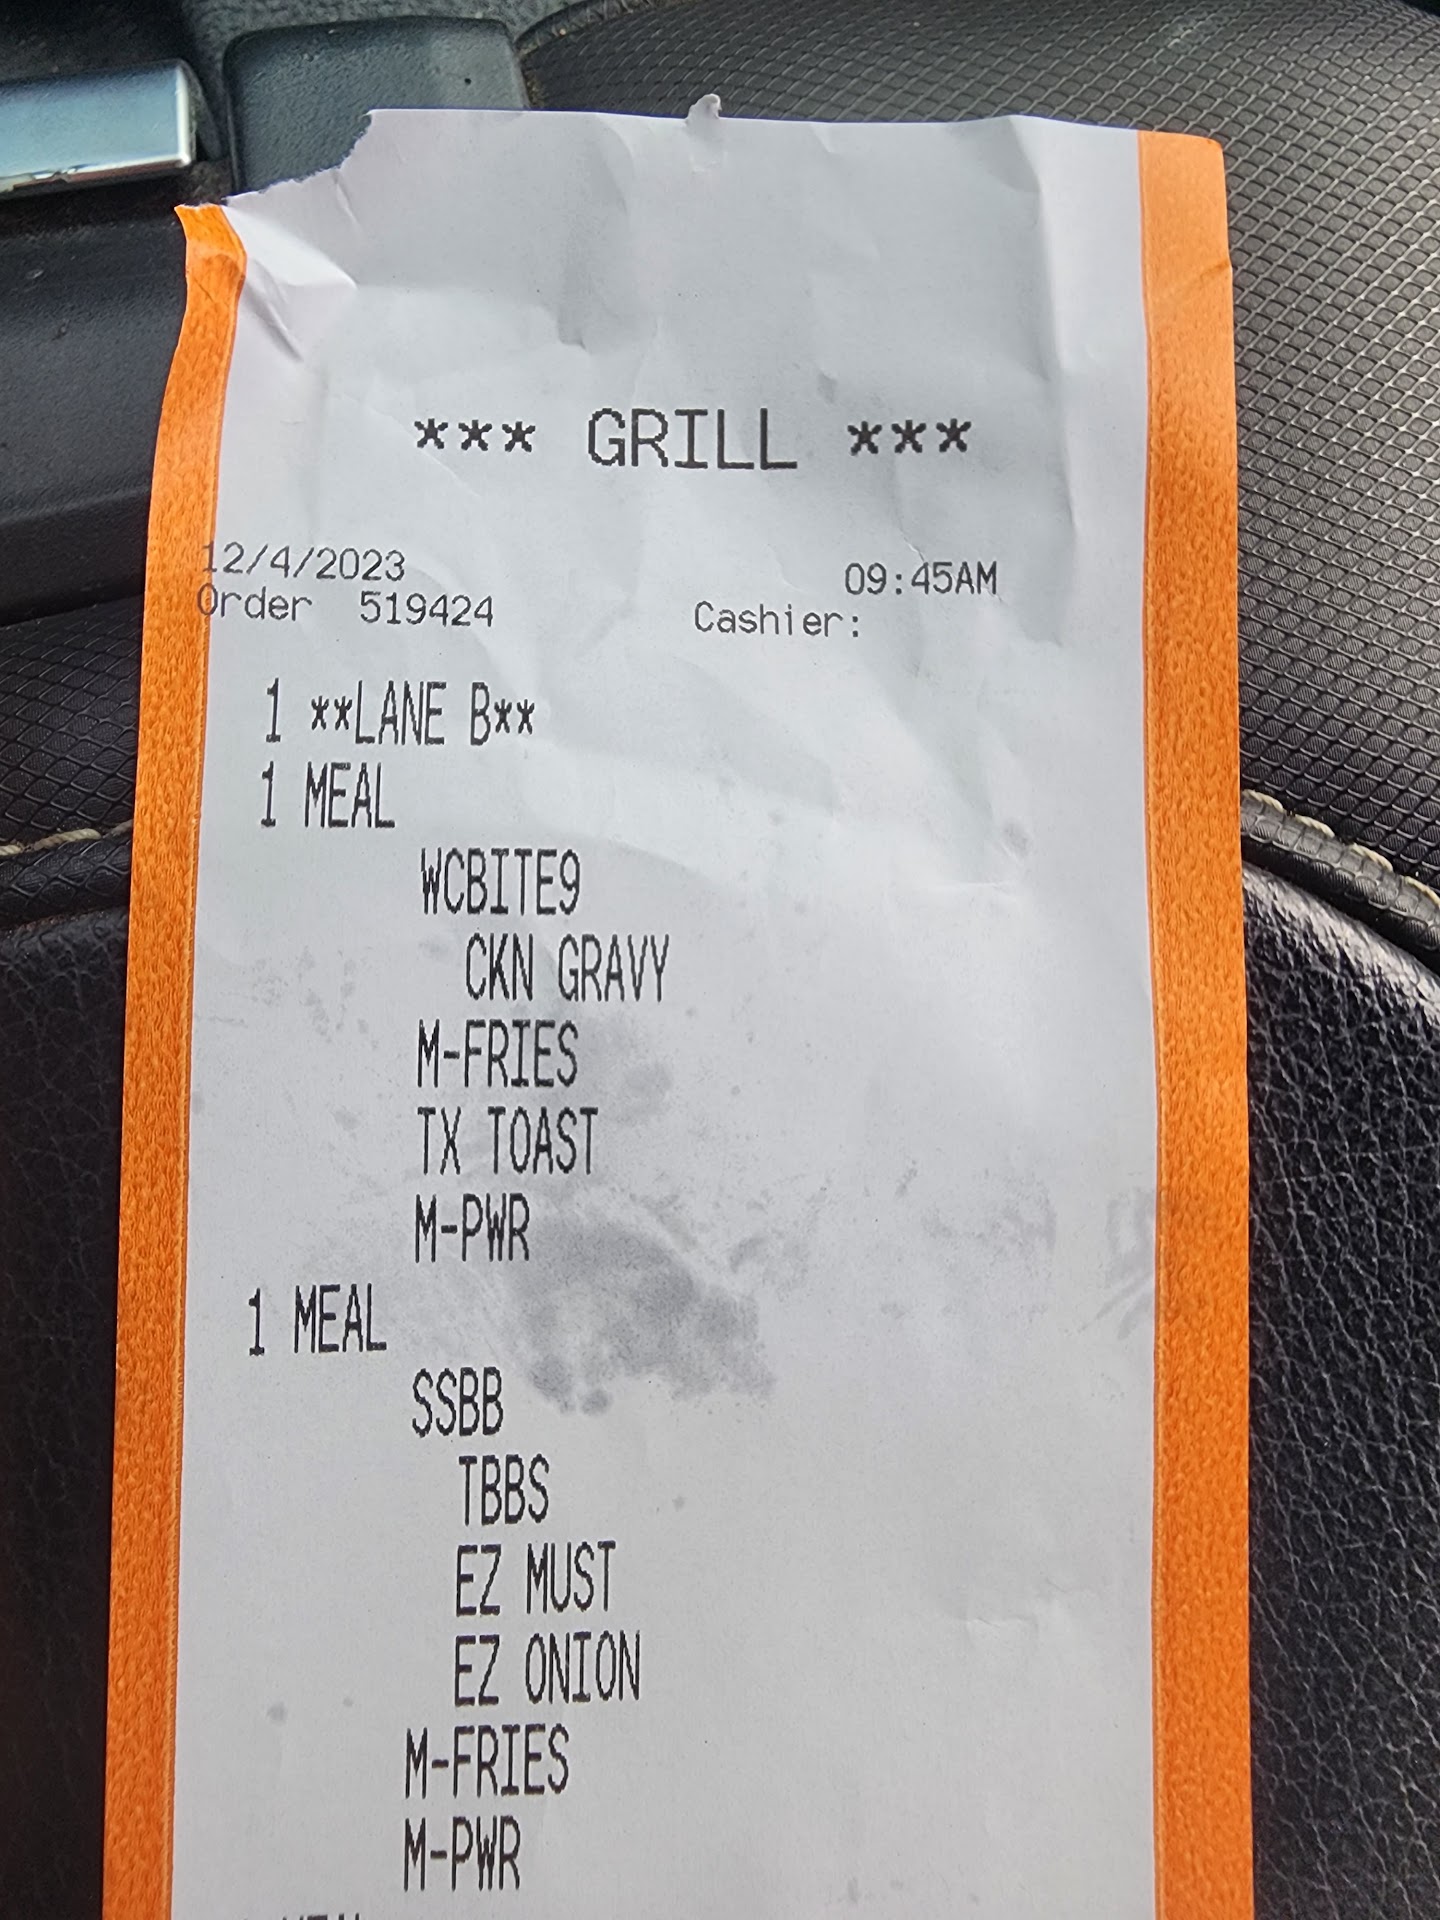 *** GRILL ***
12/4/2023 09:45AM
Order 519424 Cashier:
1 **LANE B**
1 MEAL
WCBITE9
CKN GRAVY
M-FRIES
TX TOAST
M-PWR
1 MEAL
SSBB
TBBS
EZ MUST
EZ ONION
M-FRIES
M-PWR